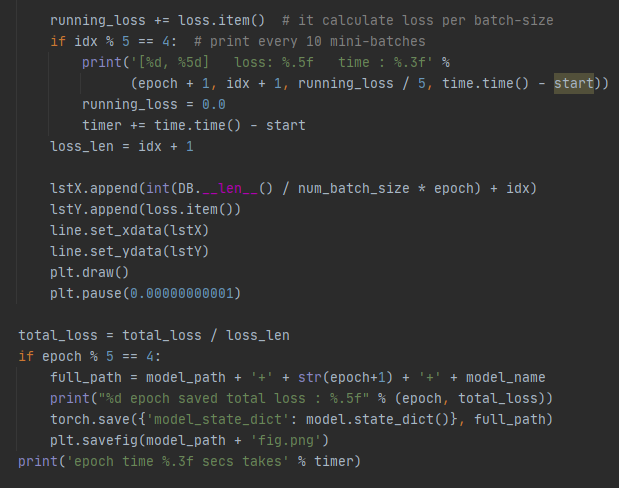 running_loss += loss.item()  # it calculate loss per batch-size
if idx % 5 == 4:  # print every 10 mini-batches
print('[%d, %5d]   loss: %.5f   time : %.3f' %
(epoch + 1, idx + 1, running_loss / 5, time.time() - start))
running_loss = 0.0
timer += time.time() - start
loss_len = idx + 1
lstX.append(int(DB.__len__() / num_batch_size * epoch) + idx)
lstY.append(loss.item())
line.set_xdata(lstX)
line.set_ydata(lstY)
plt.draw()
plt.pause(0.00000000001)
total_loss = total_loss / loss_len
if epoch % 5 == 4:
full_path = model_path + '+' + str(epoch+1) + '+' + model_name
print("%d epoch saved total loss : %.5f" % (epoch, total_loss))
torch.save({'model_state_dict': model.state_dict()}, full_path)
plt.savefig(model_path + 'fig.png')
print('epoch time %.3f secs takes' % timer)